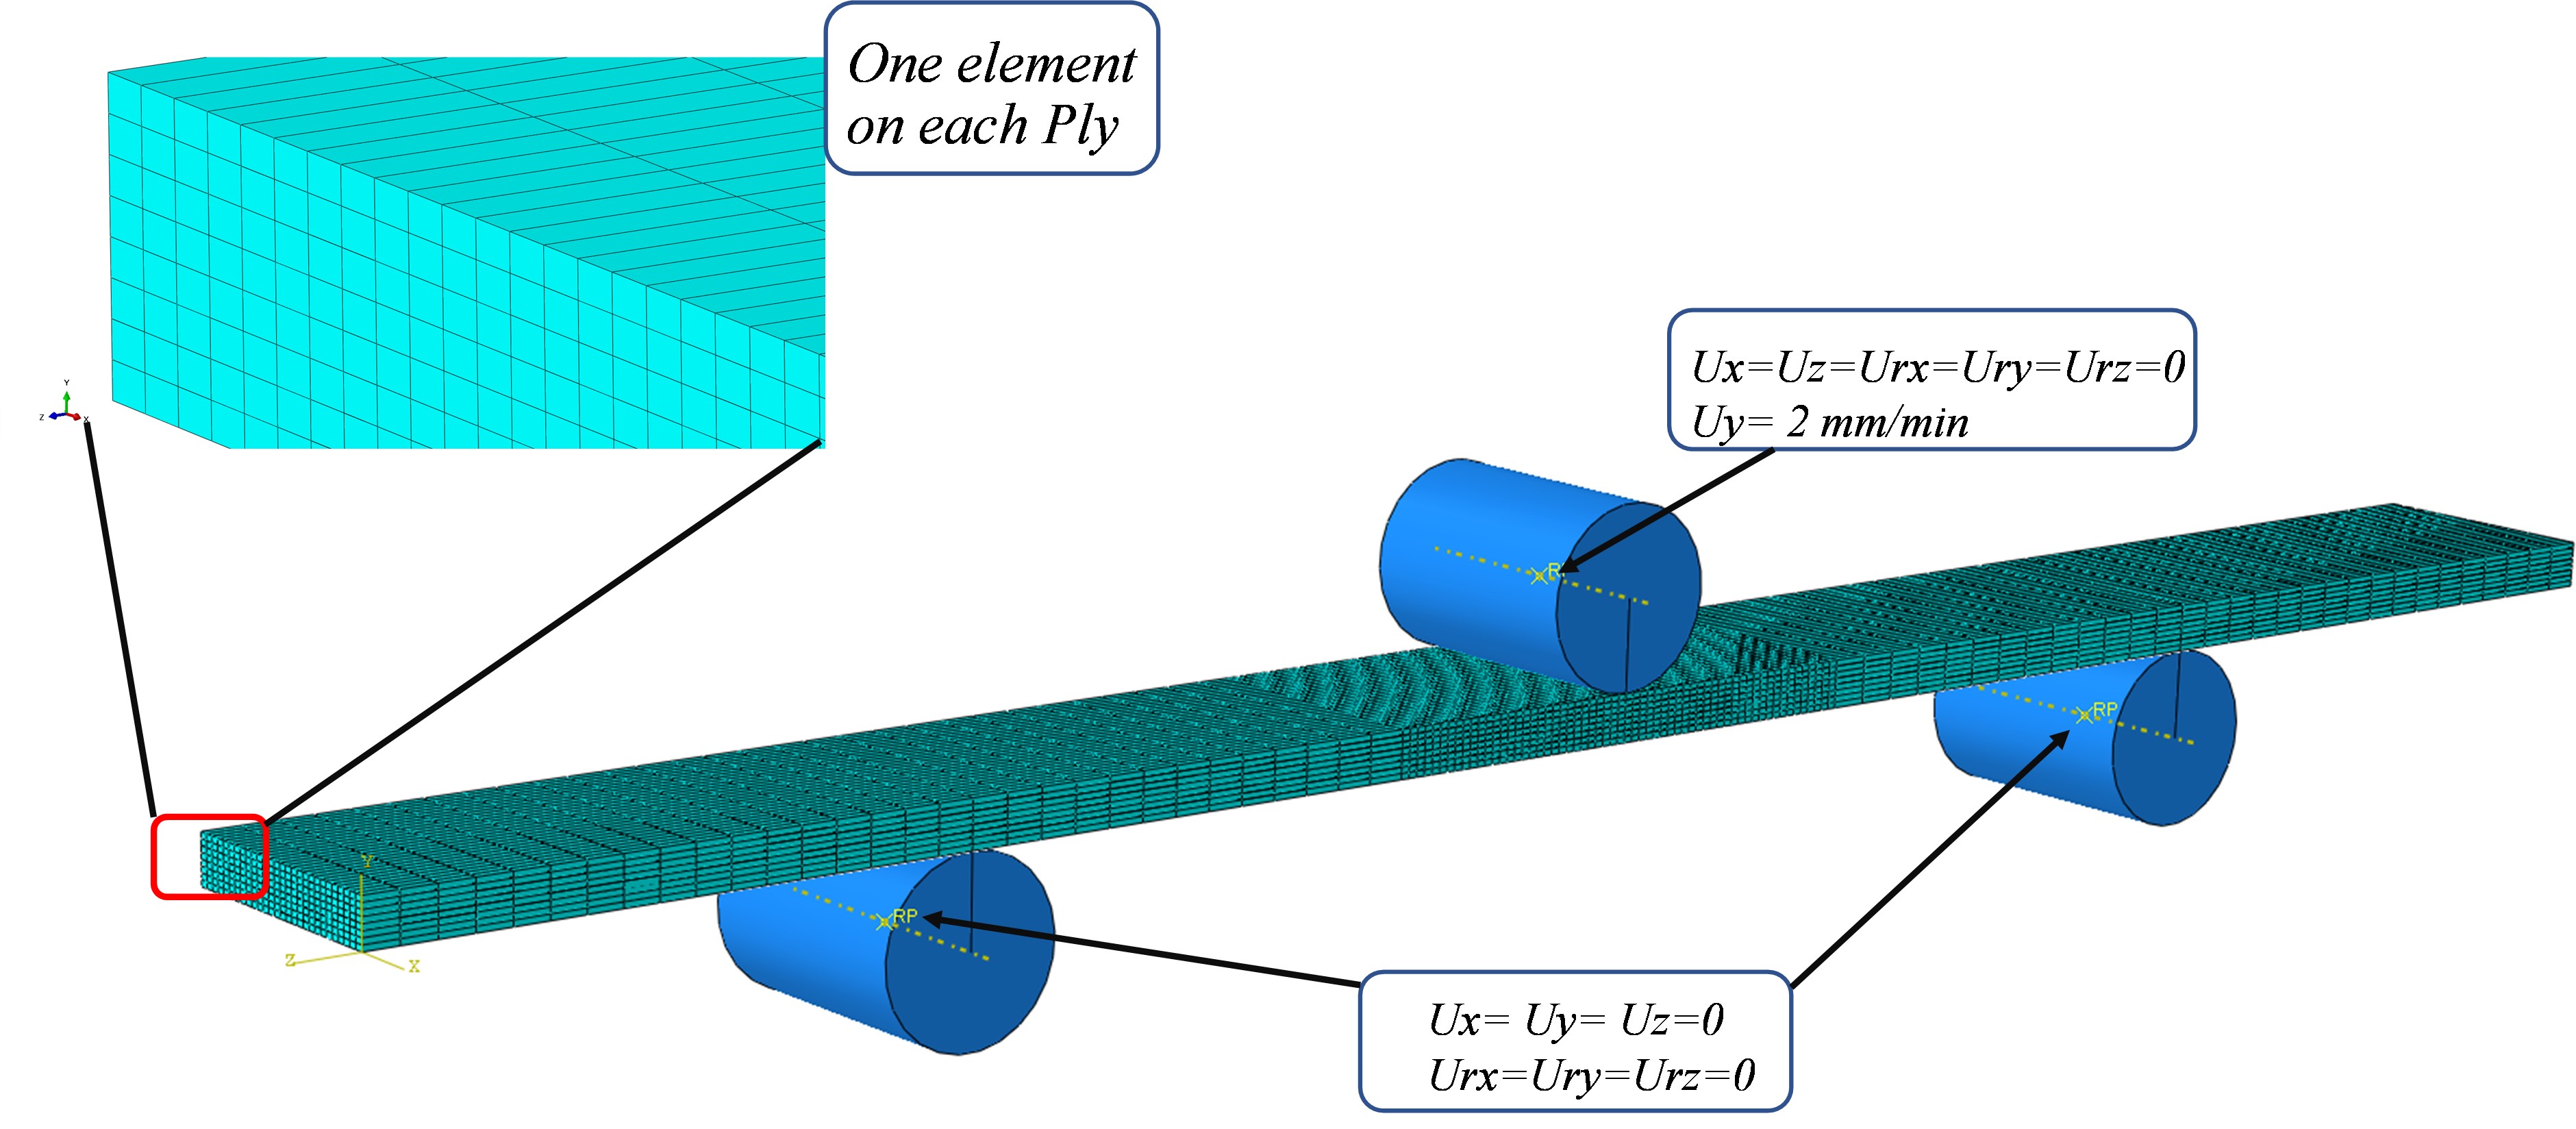 One element
on each Ply
Y
Z
X
Ux=Uz=Urx=Ury=Urz=0
Uy= 2 mm/min
RP
RP
Y
RP
Z
X
Ux= Uy= Uz=0
Urx=Ury=Urz=0